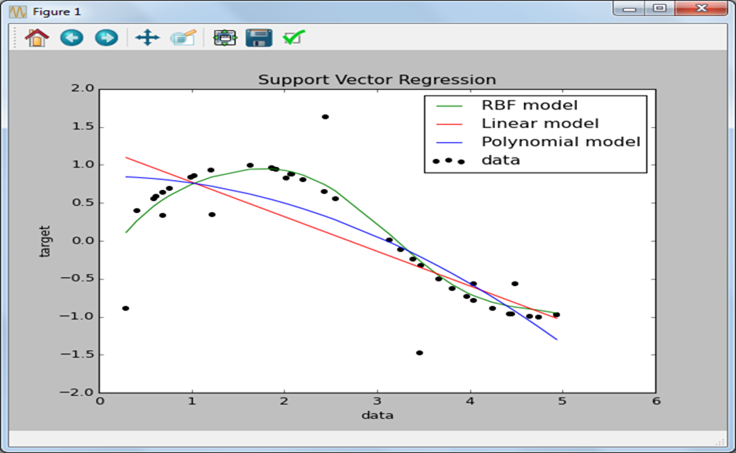 Figure 1
Support Vector Regression
RBF model
Linear model
Polynomial model
data
2.0
1.5
1.0
0.5
0.0
−0.5
−1.0
−1.5
−2.0
target
0 1 2 3 4 5 6
data